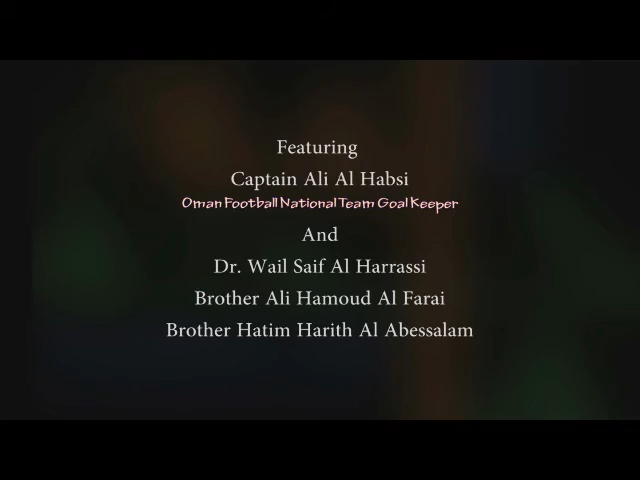 Featuring
Captain Ali Al Habsi
Oman Football National Team Goal Keeper
And
Dr. Wail Saif Al Harrassi
Brother Ali Hamoud Al Farai
Brother Hatim Harith Al Abessalam